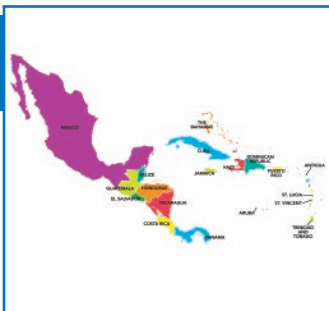 MEXICO
THE
BAHAMAS
CUBA
HAITI
DOMINICAN
REPUBLIC
PUERTO
RICO
JAMAICA
ANTIGUA
BELIZE
GUATEMALA
HONDURAS
EL SALVADOR
NICARAGUA
ST. LUCIA
ST. VINCENT
ARUBA
COSTA RICA
PANAMA
TRINIDAD
AND
TOBAGO